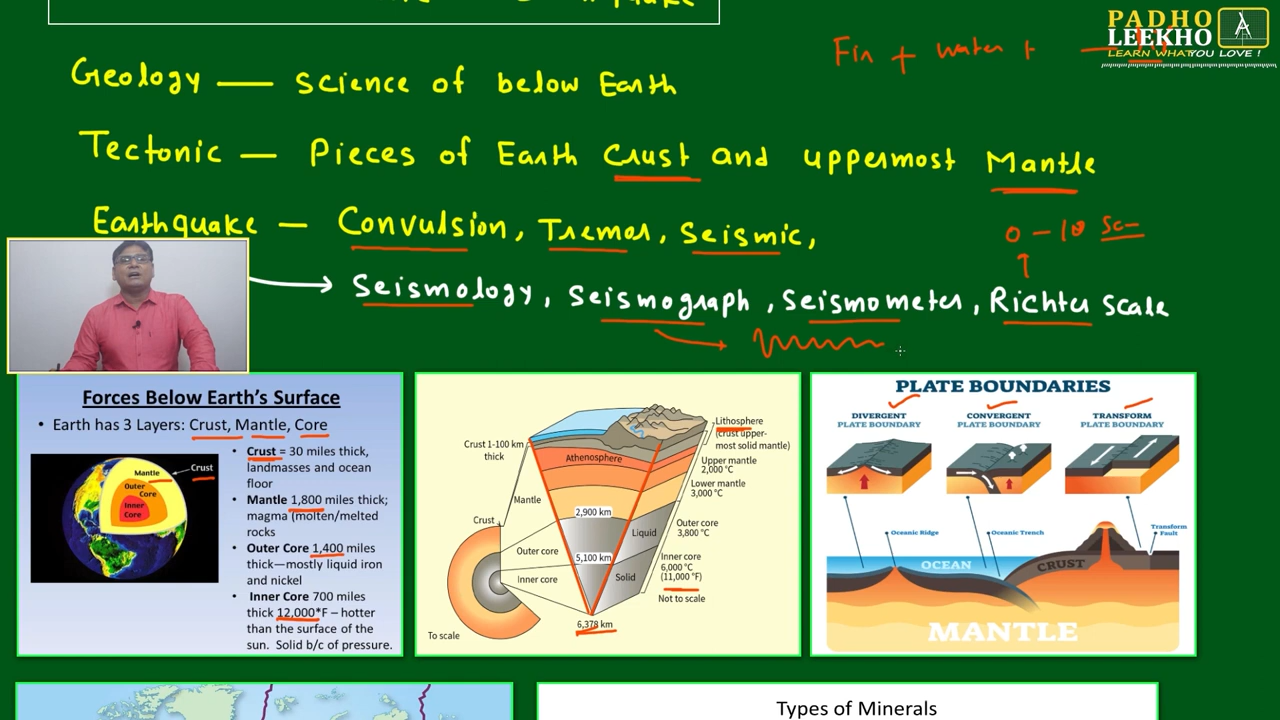 PADHO
LEEKHO
LEARN WHAT YOU LOVE !
+ water +
Geology — Science of below Earth
Tectonic — Pieces of Earth Crust and uppermost Mantle
Earthquake — Convulsion, Tremor, Seismic,
0 - 10
Seismology, Seismograph, Seismometer, Richter Scale
Forces Below Earth's Surface
• Earth has 3 Layers: Crust, Mantle, Core
Mantle
Crust
Outer
Core
Inner
Core
• Crust = 30 miles thick,
landmasses and ocean
floor
• Mantle 1,800 miles thick;
magma (molten/melted
rocks
• Outer Core 1,400 miles
thick—mostly liquid iron
and nickel
• Inner Core 700 miles
thick 12,000*F – hotter
than the surface of the
sun. Solid b/c of pressure.
Crust 1-100 km
thick
Lithosphere
(crust upper-
most solid mantle)
Athenosphere
Upper mantle
2,000 °C
Mantle
Lower mantle
3,000 °C
Crust
2,900 km
Liquid
Outer core
3,800 °C
Outer core
5,100 km
Inner core
6,000 °C
(11,000 °F)
Inner core
Solid
Not to scale
6,378 km
To scale
PLATE BOUNDARIES
DIVERGENT
PLATE BOUNDARY
CONVERGENT
PLATE BOUNDARY
TRANSFORM
PLATE BOUNDARY
Oceanic Ridge
Oceanic Trench
Transform
Fault
OCEAN
CRUST
MANTLE
Types of Minerals